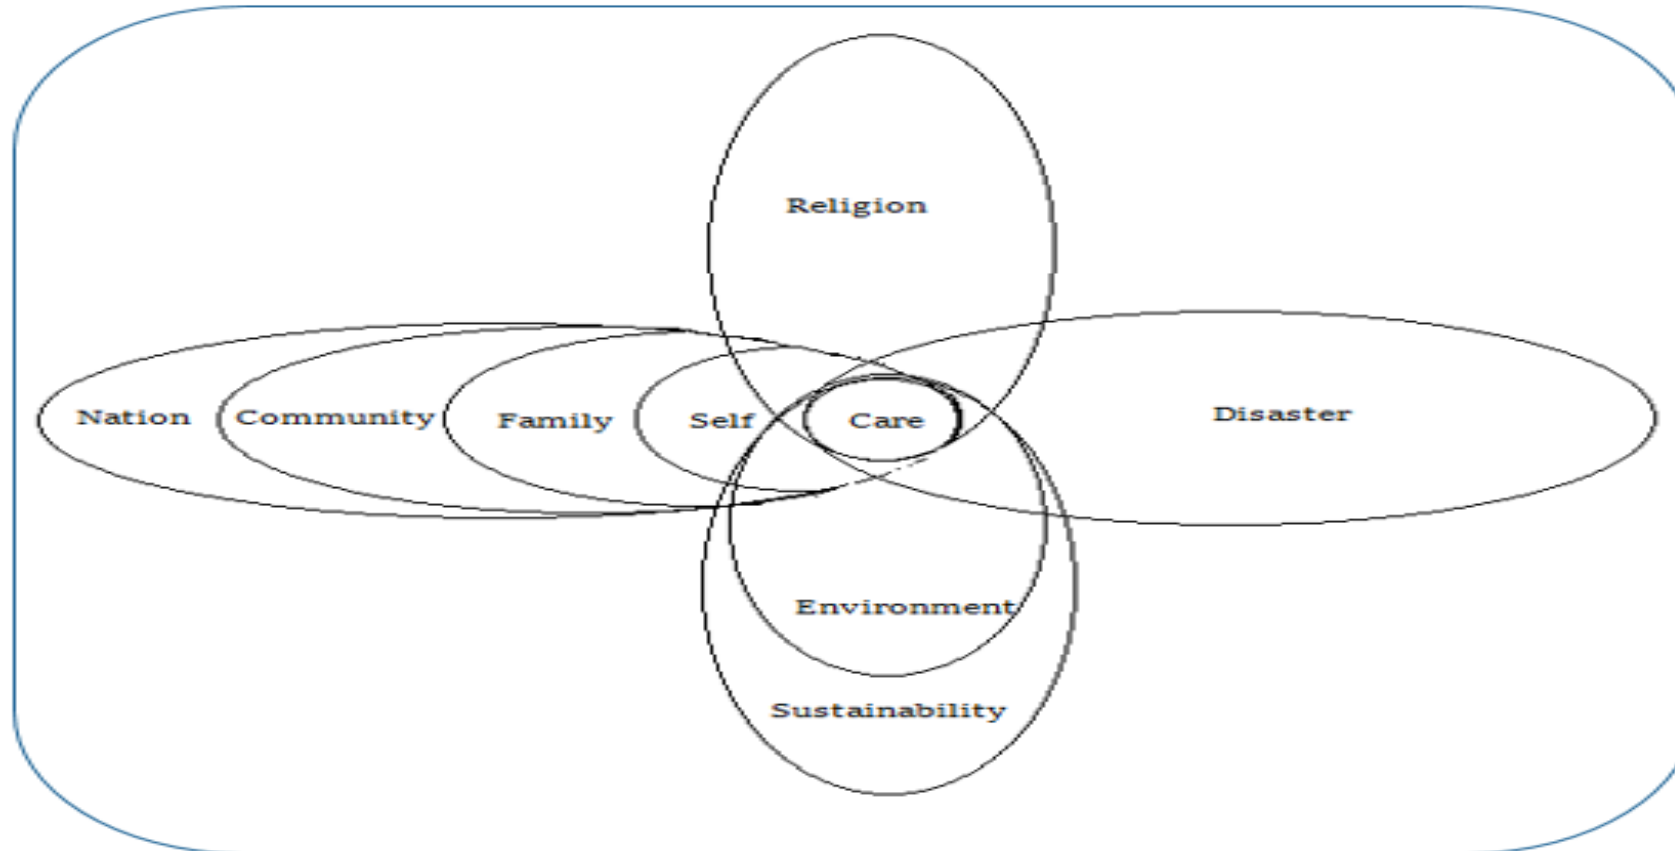 Religion
Nation
Community
Family
Self
Care
Disaster
Environment
Sustainability